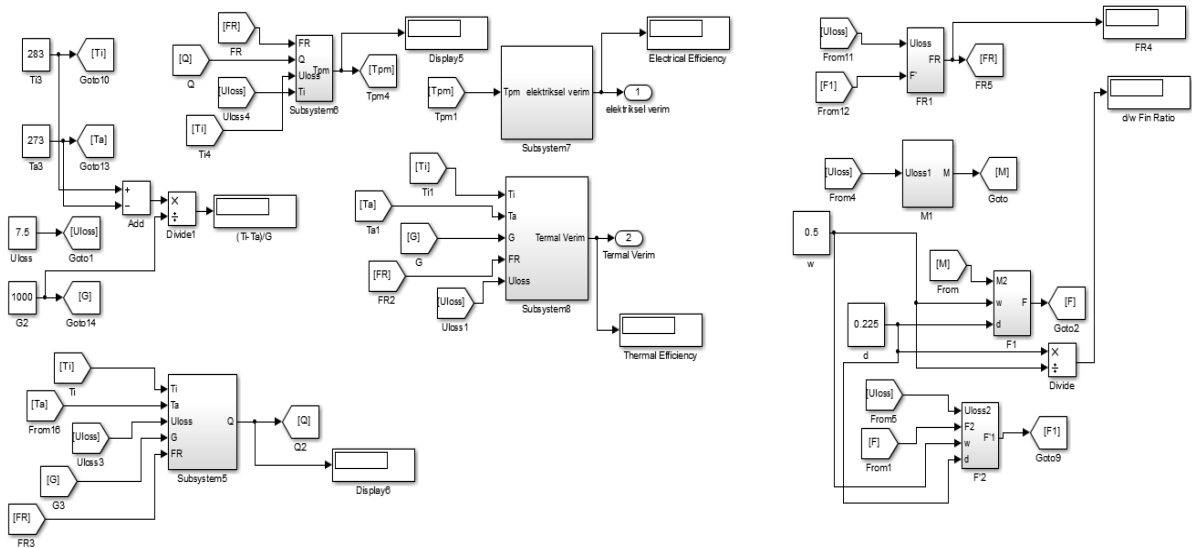 283
Ti3
[Ti]
Goto10
273
Ta3
[Ta]
Goto13
+
−
Add
×
÷
Divide1
(Ti-Ta)/G
7.5
Uloss
[Uloss]
Goto1
1000
G2
[G]
Goto14
[FR]
FR
[Q]
Q
[Uloss]
Uloss4
[Ti]
Ti4
FR
Q
Uloss
Ti
Tpm
Subsystem6
Display5
[Tpm]
Tpm4
[Tpm]
Tpm1
Tpm
elektriksel verim
Subsystem7
Electrical Efficiency
1
elektiksel verim
[Ti]
Ti1
[Ta]
Ta1
[G]
G
[FR]
FR2
[Uloss]
Uloss1
Ti
Ta
G
FR
Uloss
Termal Verim
Subsystem8
2
Termal Verim
Thermal Efficiency
[Ti]
Ti
[Ta]
From16
[Uloss]
Uloss3
[G]
G3
[FR]
FR3
Ti
Ta
Uloss
G
FR
Q
Subsystem5
[Q]
Q2
Display6
[Uloss]
From11
[F1]
From12
Uloss
F'
FR
FR1
[FR]
FR5
FR4
d/w Fin Ratio
[Uloss]
From4
Uloss1
M
M1
[M]
Goto
0.5
w
[M]
From
M2
w
d
F
F1
[F]
Goto2
0.225
d
×
÷
Divide
[Uloss]
From5
[F]
From1
Uloss2
F2
w
d
F'1
F'2
[F1]
Goto9